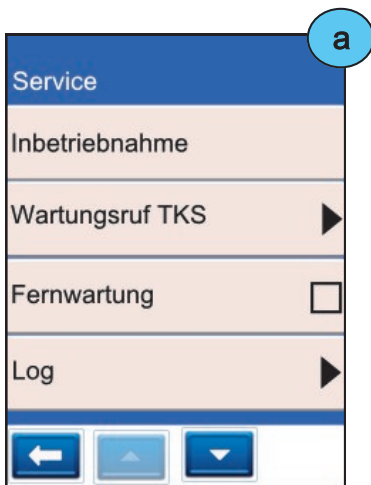 a
Service
Inbetriebnahme
Wartungsruf TKS
Fernwartung
Log